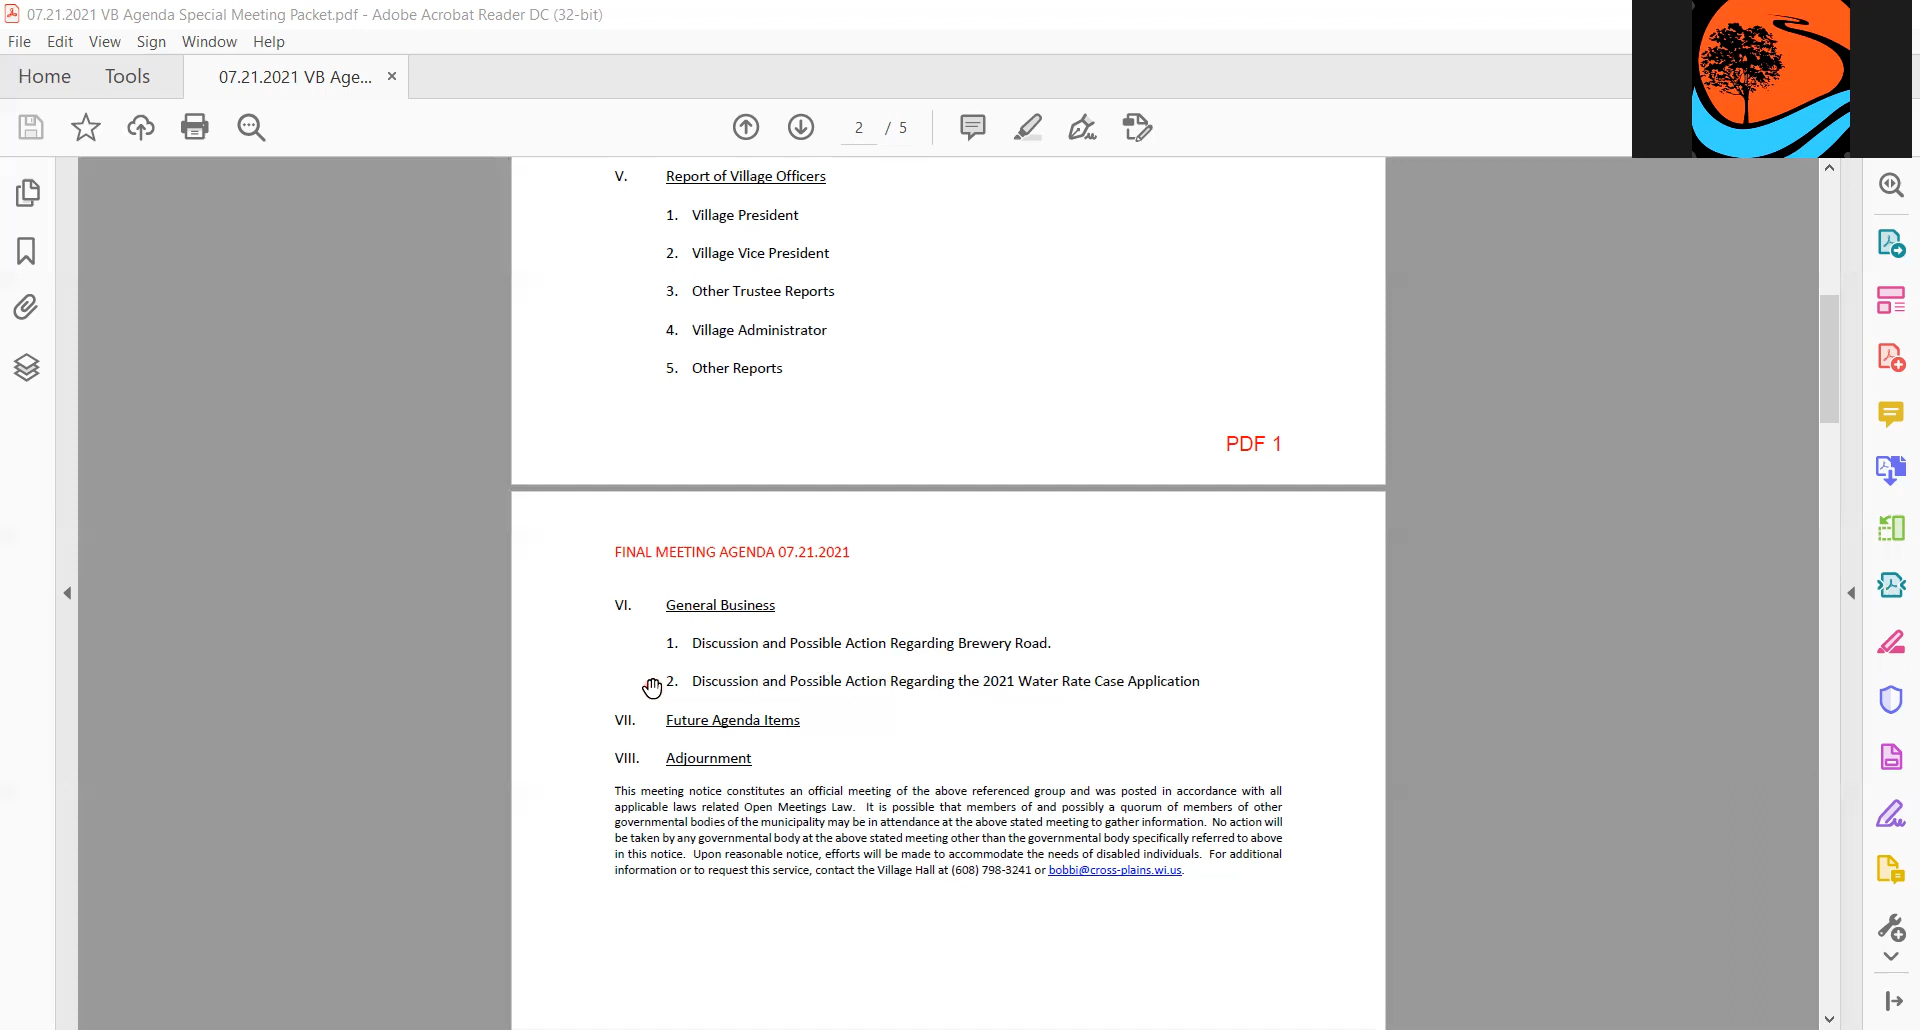 07.21.2021 VB Agenda Special Meeting Packet.pdf - Adobe Acrobat Reader DC (32-bit)
File Edit View Sign Window Help
Home Tools 07.21.2021 VB Age... ×
2 / 5
V. Report of Village Officers
1. Village President
2. Village Vice President
3. Other Trustee Reports
4. Village Administrator
5. Other Reports
PDF 1
FINAL MEETING AGENDA 07.21.2021
VI. General Business
1. Discussion and Possible Action Regarding Brewery Road.
2. Discussion and Possible Action Regarding the 2021 Water Rate Case Application
VII. Future Agenda Items
VIII. Adjournment
This meeting notice constitutes an official meeting of the above referenced group and was posted in accordance with all
applicable laws related Open Meetings Law. It is possible that members of and possibly a quorum of members of other
governmental bodies of the municipality may be in attendance at the above stated meeting to gather information. No action will
be taken by any governmental body at the above stated meeting other than the governmental body specifically referred to above
in this notice. Upon reasonable notice, efforts will be made to accommodate the needs of disabled individuals. For additional
information or to request this service, contact the Village Hall at (608) 798-3241 or bobbi@cross-plains.wi.us.